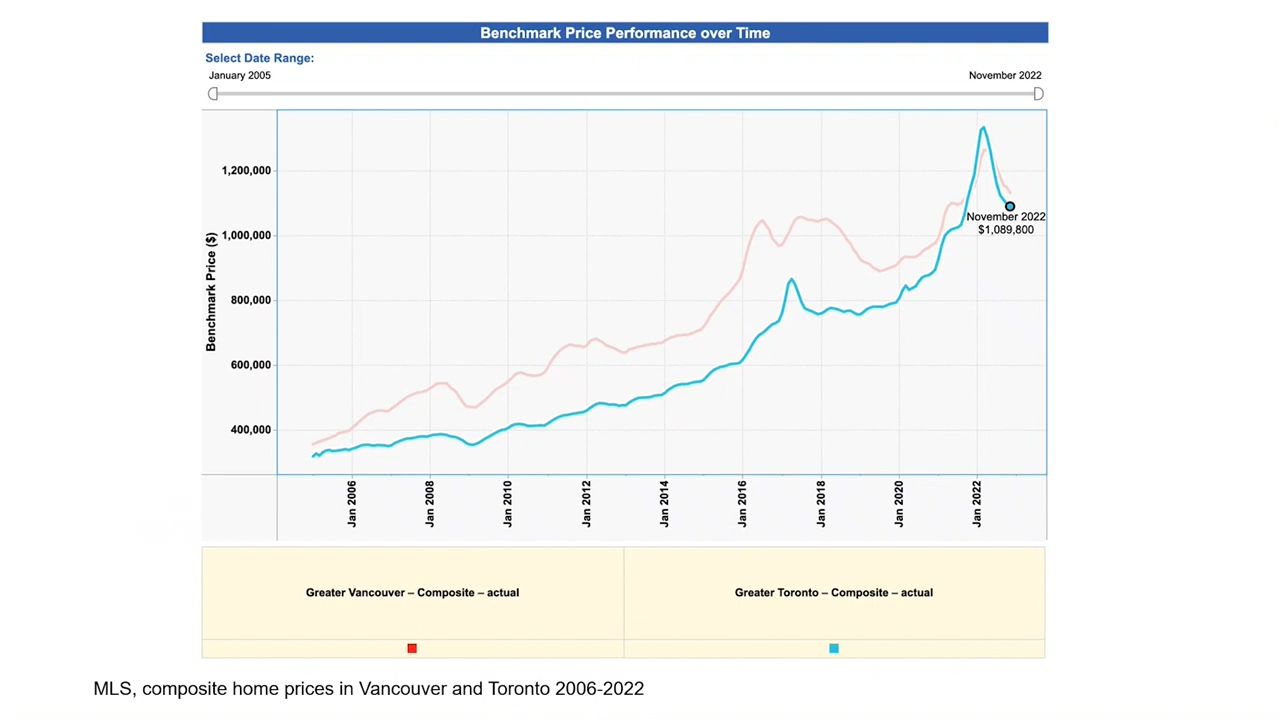 Benchmark Price Performance over Time
Select Date Range:
January 2005
November 2022
Benchmark Price ($)
1,200,000
1,000,000
800,000
600,000
400,000
November 2022
$1,089,800
Jan 2006
Jan 2008
Jan 2010
Jan 2012
Jan 2014
Jan 2016
Jan 2018
Jan 2020
Jan 2022
Greater Vancouver – Composite – actual
Greater Toronto – Composite – actual
MLS, composite home prices in Vancouver and Toronto 2006-2022